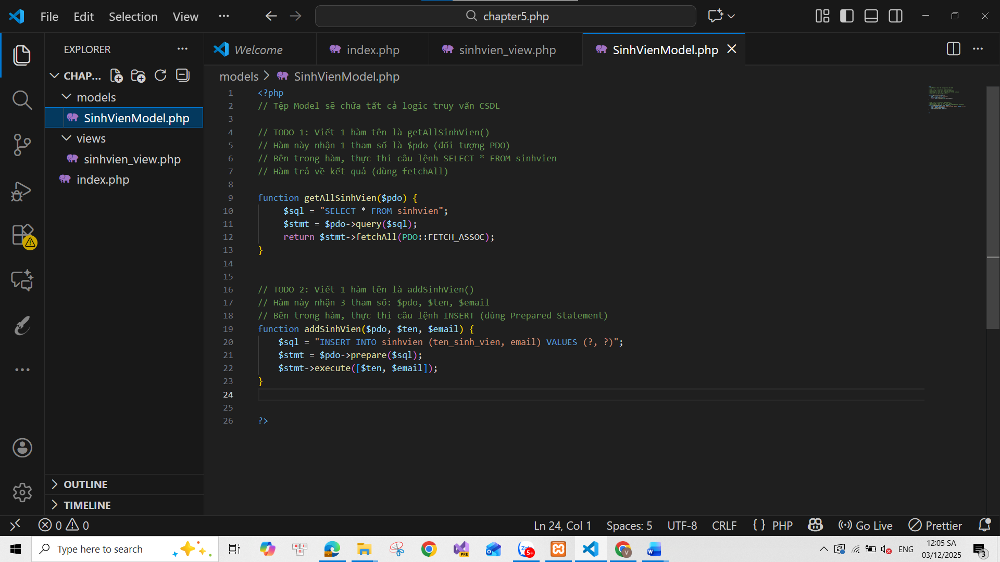 File Edit Selection View ...
chapter5.php
EXPLORER ...
CHAP...
models
SinhVienModel.php
views
sinhvien_view.php
index.php
OUTLINE
TIMELINE
Welcome index.php sinhvien_view.php SinhVienModel.php
models > SinhVienModel.php
1 <?php
2 // Tệp Model sẽ chứa tất cả logic truy vấn CSDL
3
4 // TODO 1: Viết 1 hàm tên là getAllSinhVien()
5 // Hàm này nhận 1 tham số là $pdo (đối tượng PDO)
6 // Bên trong hàm, thực thi câu lệnh SELECT * FROM sinhvien
7 // Hàm trả về kết quả (dùng fetchAll)
8
9 function getAllSinhVien($pdo) {
10 $sql = "SELECT * FROM sinhvien";
11 $stmt = $pdo->query($sql);
12 return $stmt->fetchAll(PDO::FETCH_ASSOC);
13 }
14
15
16 // TODO 2: Viết 1 hàm tên là addSinhVien()
17 // Hàm này nhận 3 tham số: $pdo, $ten, $email
18 // Bên trong hàm, thực thi câu lệnh INSERT (dùng Prepared Statement)
19 function addSinhVien($pdo, $ten, $email) {
20 $sql = "INSERT INTO sinhvien (ten_sinh_vien, email) VALUES (?, ?)";
21 $stmt = $pdo->prepare($sql);
22 $stmt->execute([$ten, $email]);
23 }
24
25
26 ?>
0 0 Ln 24, Col 1 Spaces: 5 UTF-8 CRLF {} PHP Go Live Prettier
Type here to search
PRE
5+
V
ENG
12:05 SA
03/12/2025
3